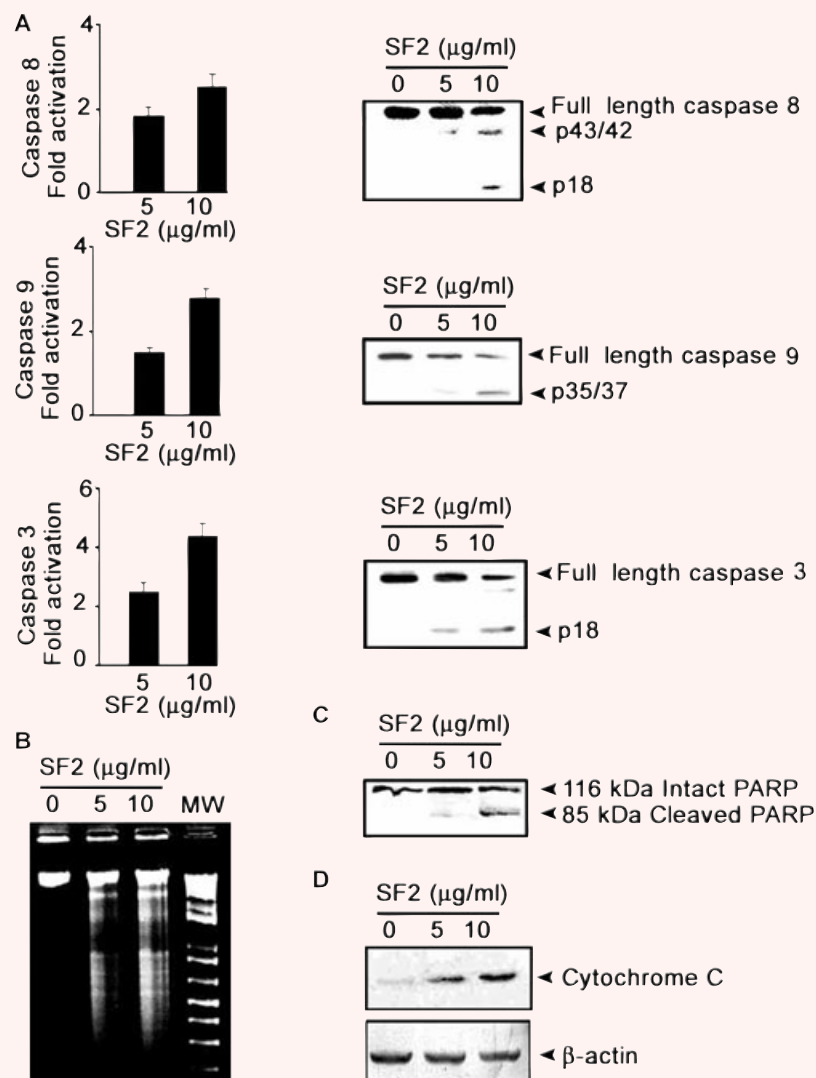 A
4
2
0
Caspase 8
Fold activation
5 10
SF2 (μg/ml)
SF2 (μg/ml)
0 5 10
Full length caspase 8
p43/42
p18
4
2
0
Caspase 9
Fold activation
5 10
SF2 (μg/ml)
SF2 (μg/ml)
0 5 10
Full length caspase 9
p35/37
6
4
2
0
Caspase 3
Fold activation
5 10
SF2 (μg/ml)
SF2 (μg/ml)
0 5 10
Full length caspase 3
p18
B
SF2 (μg/ml)
0 5 10 MW
C
SF2 (μg/ml)
0 5 10
116 kDa Intact PARP
85 kDa Cleaved PARP
D
SF2 (μg/ml)
0 5 10
Cytochrome C
β-actin